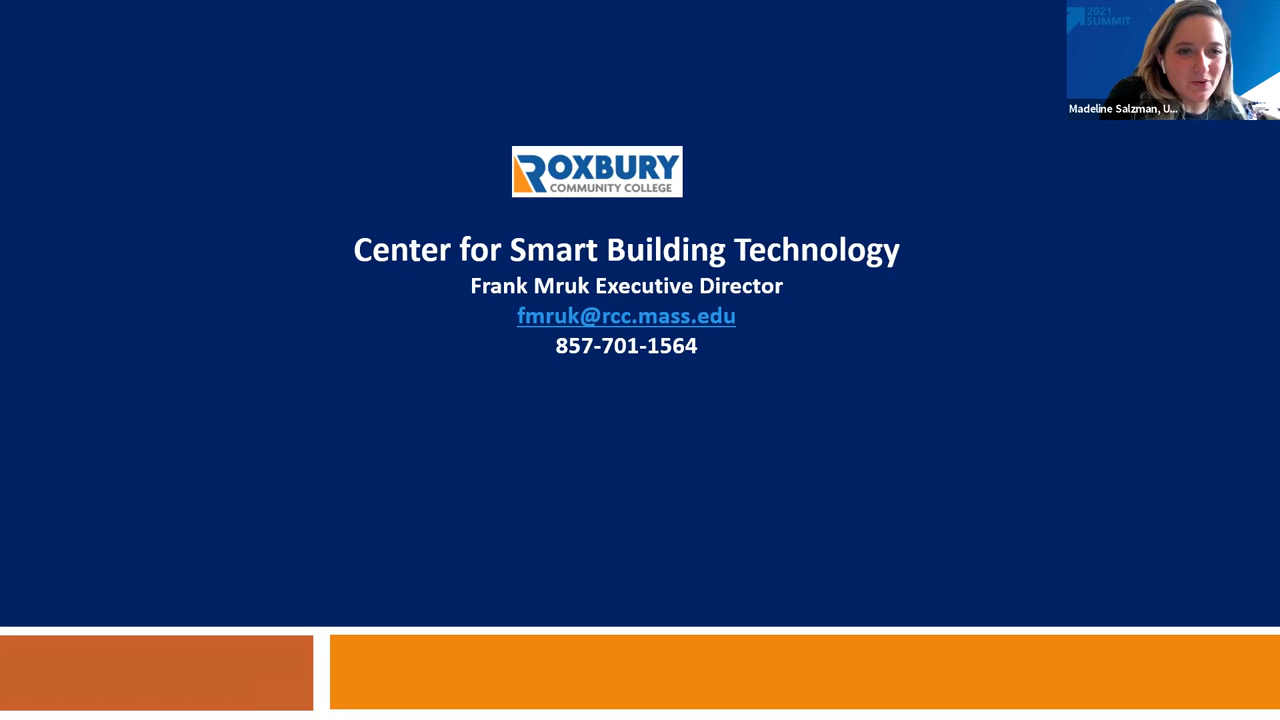 2021
SUMMIT
Madeline Salzman, U...
ROXBURY
COMMUNITY COLLEGE
Center for Smart Building Technology
Frank Mruk Executive Director
fmruk@rcc.mass.edu
857-701-1564